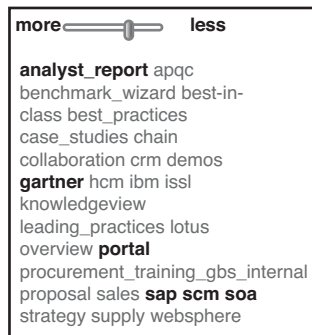 more less
analyst_report apqc
benchmark_wizard best-in-
class best_practices
case_studies chain
collaboration crm demos
gartner hcm ibm issl
knowledgeview
leading_practices lotus
overview portal
procurement_training_gbs_internal
proposal sales sap scm soa
strategy supply websphere